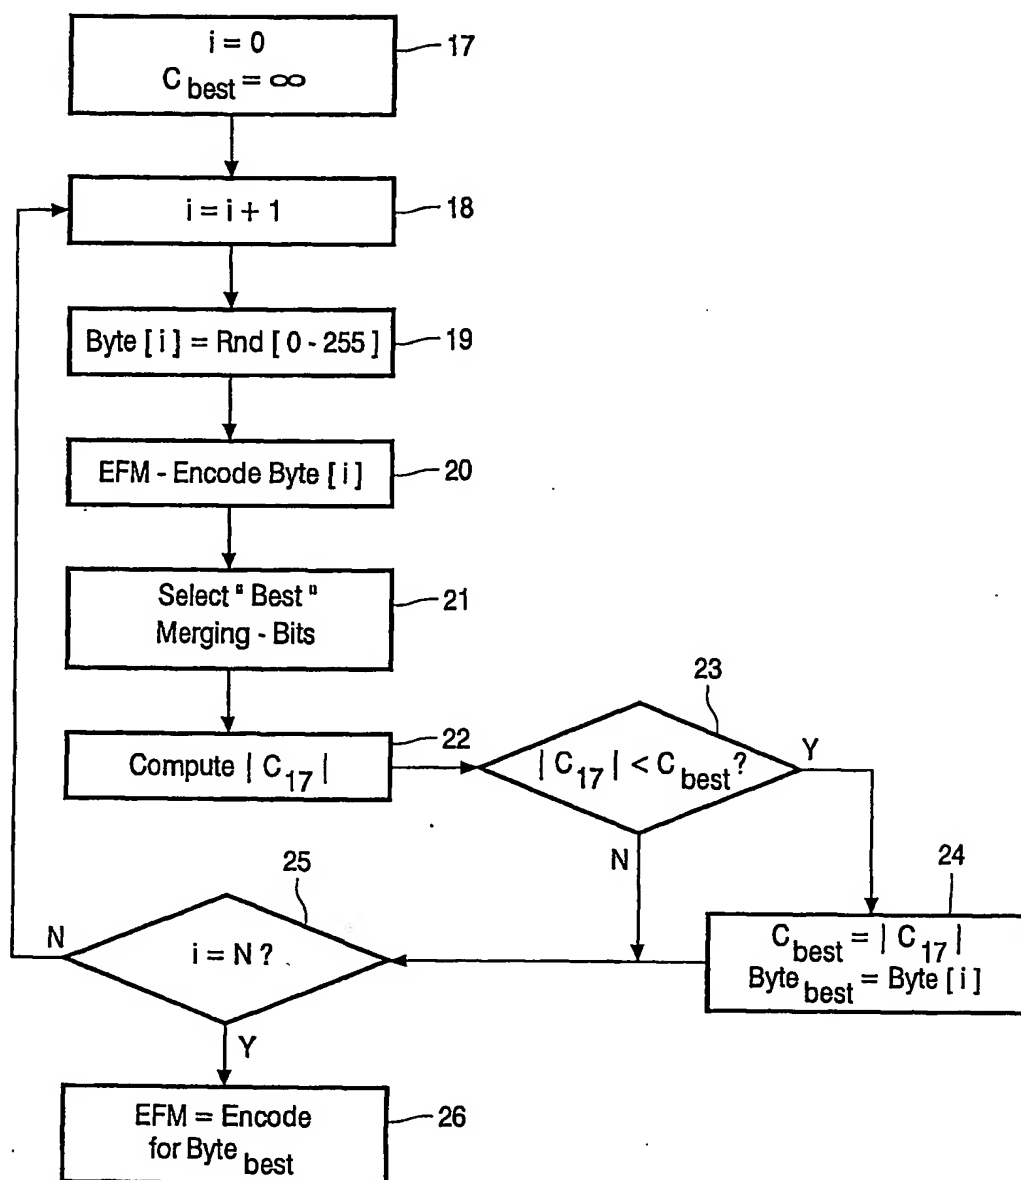 i = 0
C best = ∞
17
i = i + 1
18
Byte [ i ] = Rnd [ 0 - 255 ]
19
EFM - Encode Byte [ i ]
20
Select " Best "
Merging - Bits
21
Compute | C 17 |
22
23
| C 17 | < C best ?
Y
N
24
C best = | C 17 |
Byte best = Byte [ i ]
25
i = N ?
N
Y
EFM = Encode
for Byte best
26